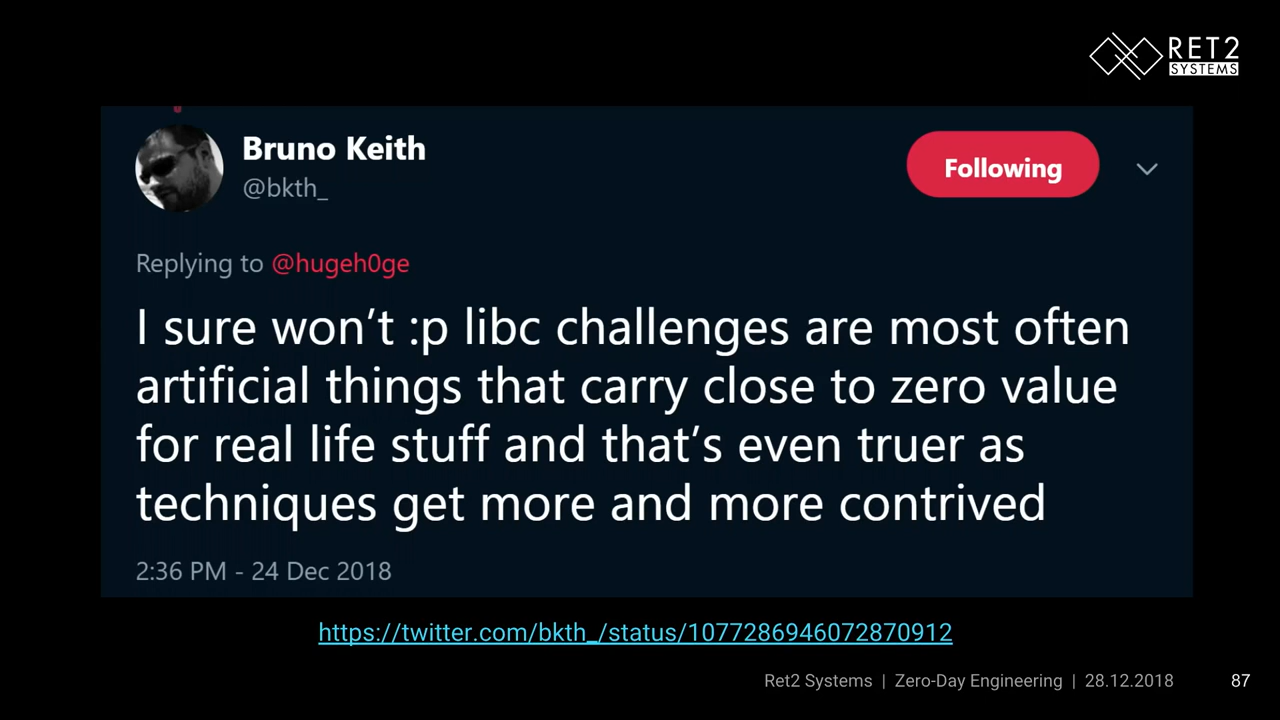 RET2
SYSTEMS
Bruno Keith
@bkth_
Following
Replying to @hugeh0ge
I sure won’t :p libc challenges are most often
artificial things that carry close to zero value
for real life stuff and that’s even truer as
techniques get more and more contrived
2:36 PM - 24 Dec 2018
https://twitter.com/bkth_/status/1077286946072870912
Ret2 Systems | Zero-Day Engineering | 28.12.2018 87